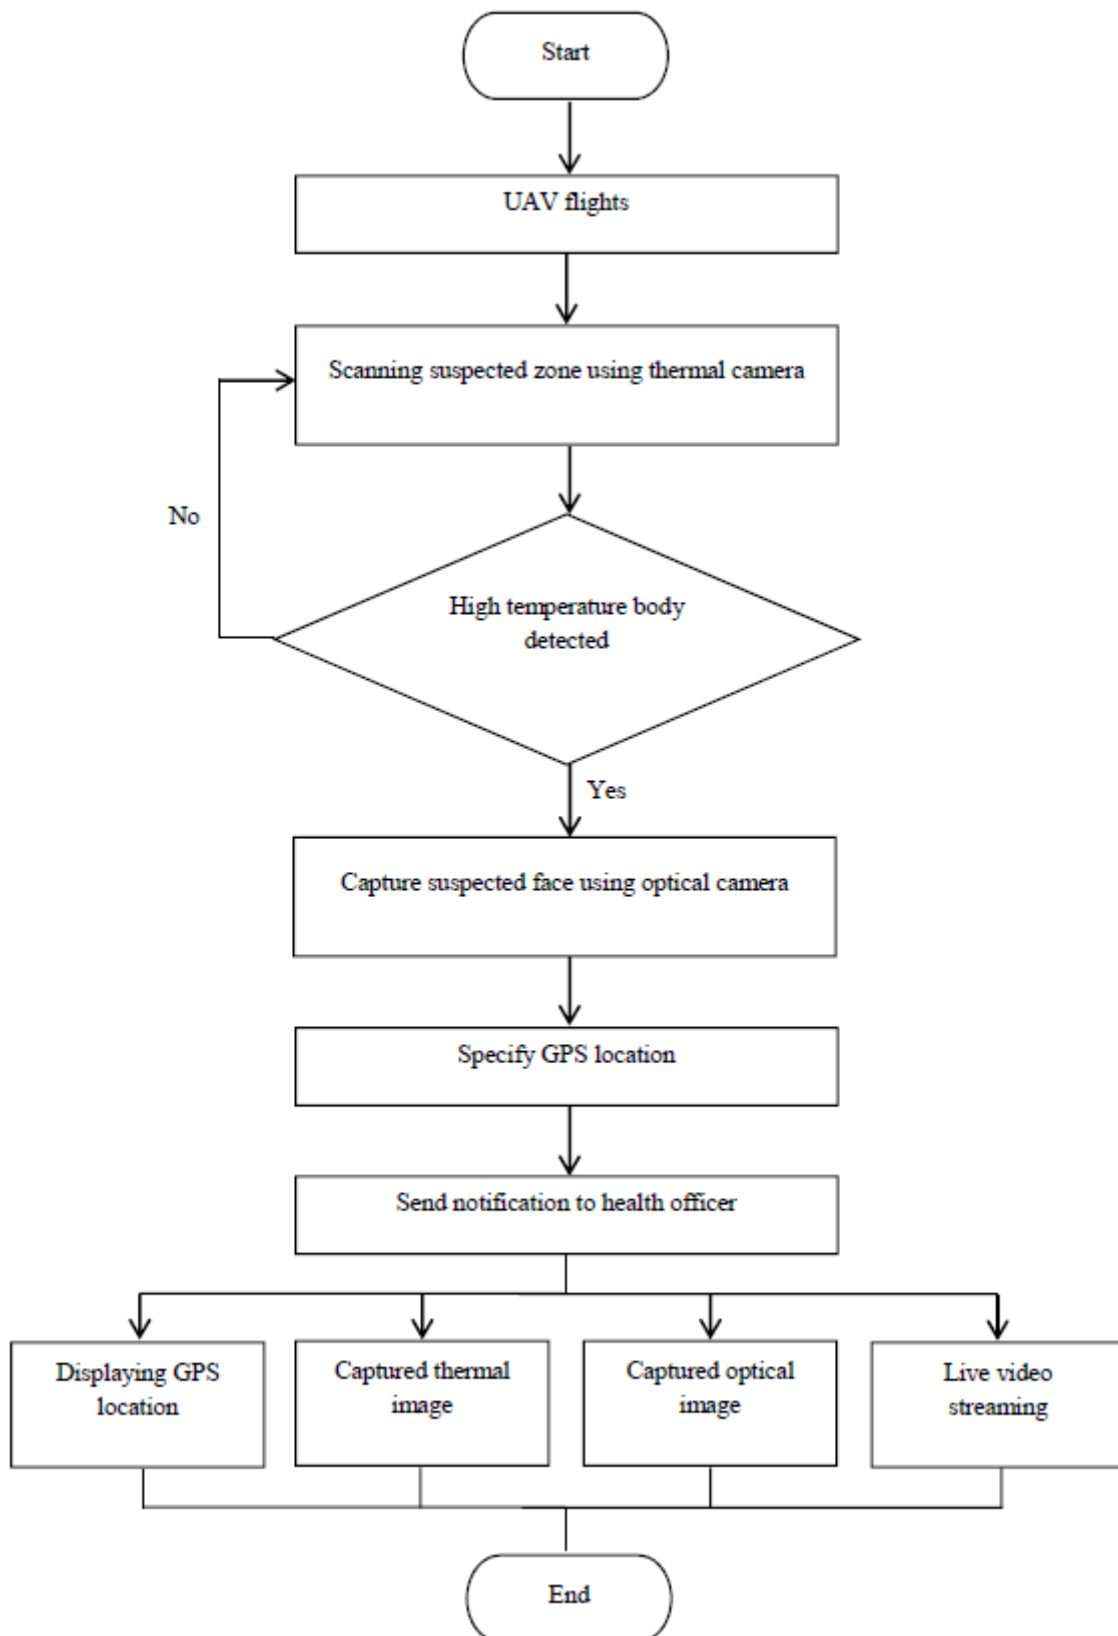 Start
UAV flights
Scanning suspected zone using thermal camera
No
High temperature body
detected
Yes
Capture suspected face using optical camera
Specify GPS location
Send notification to health officer
Displaying GPS
location
Captured thermal
image
Captured optical
image
Live video
streaming
End